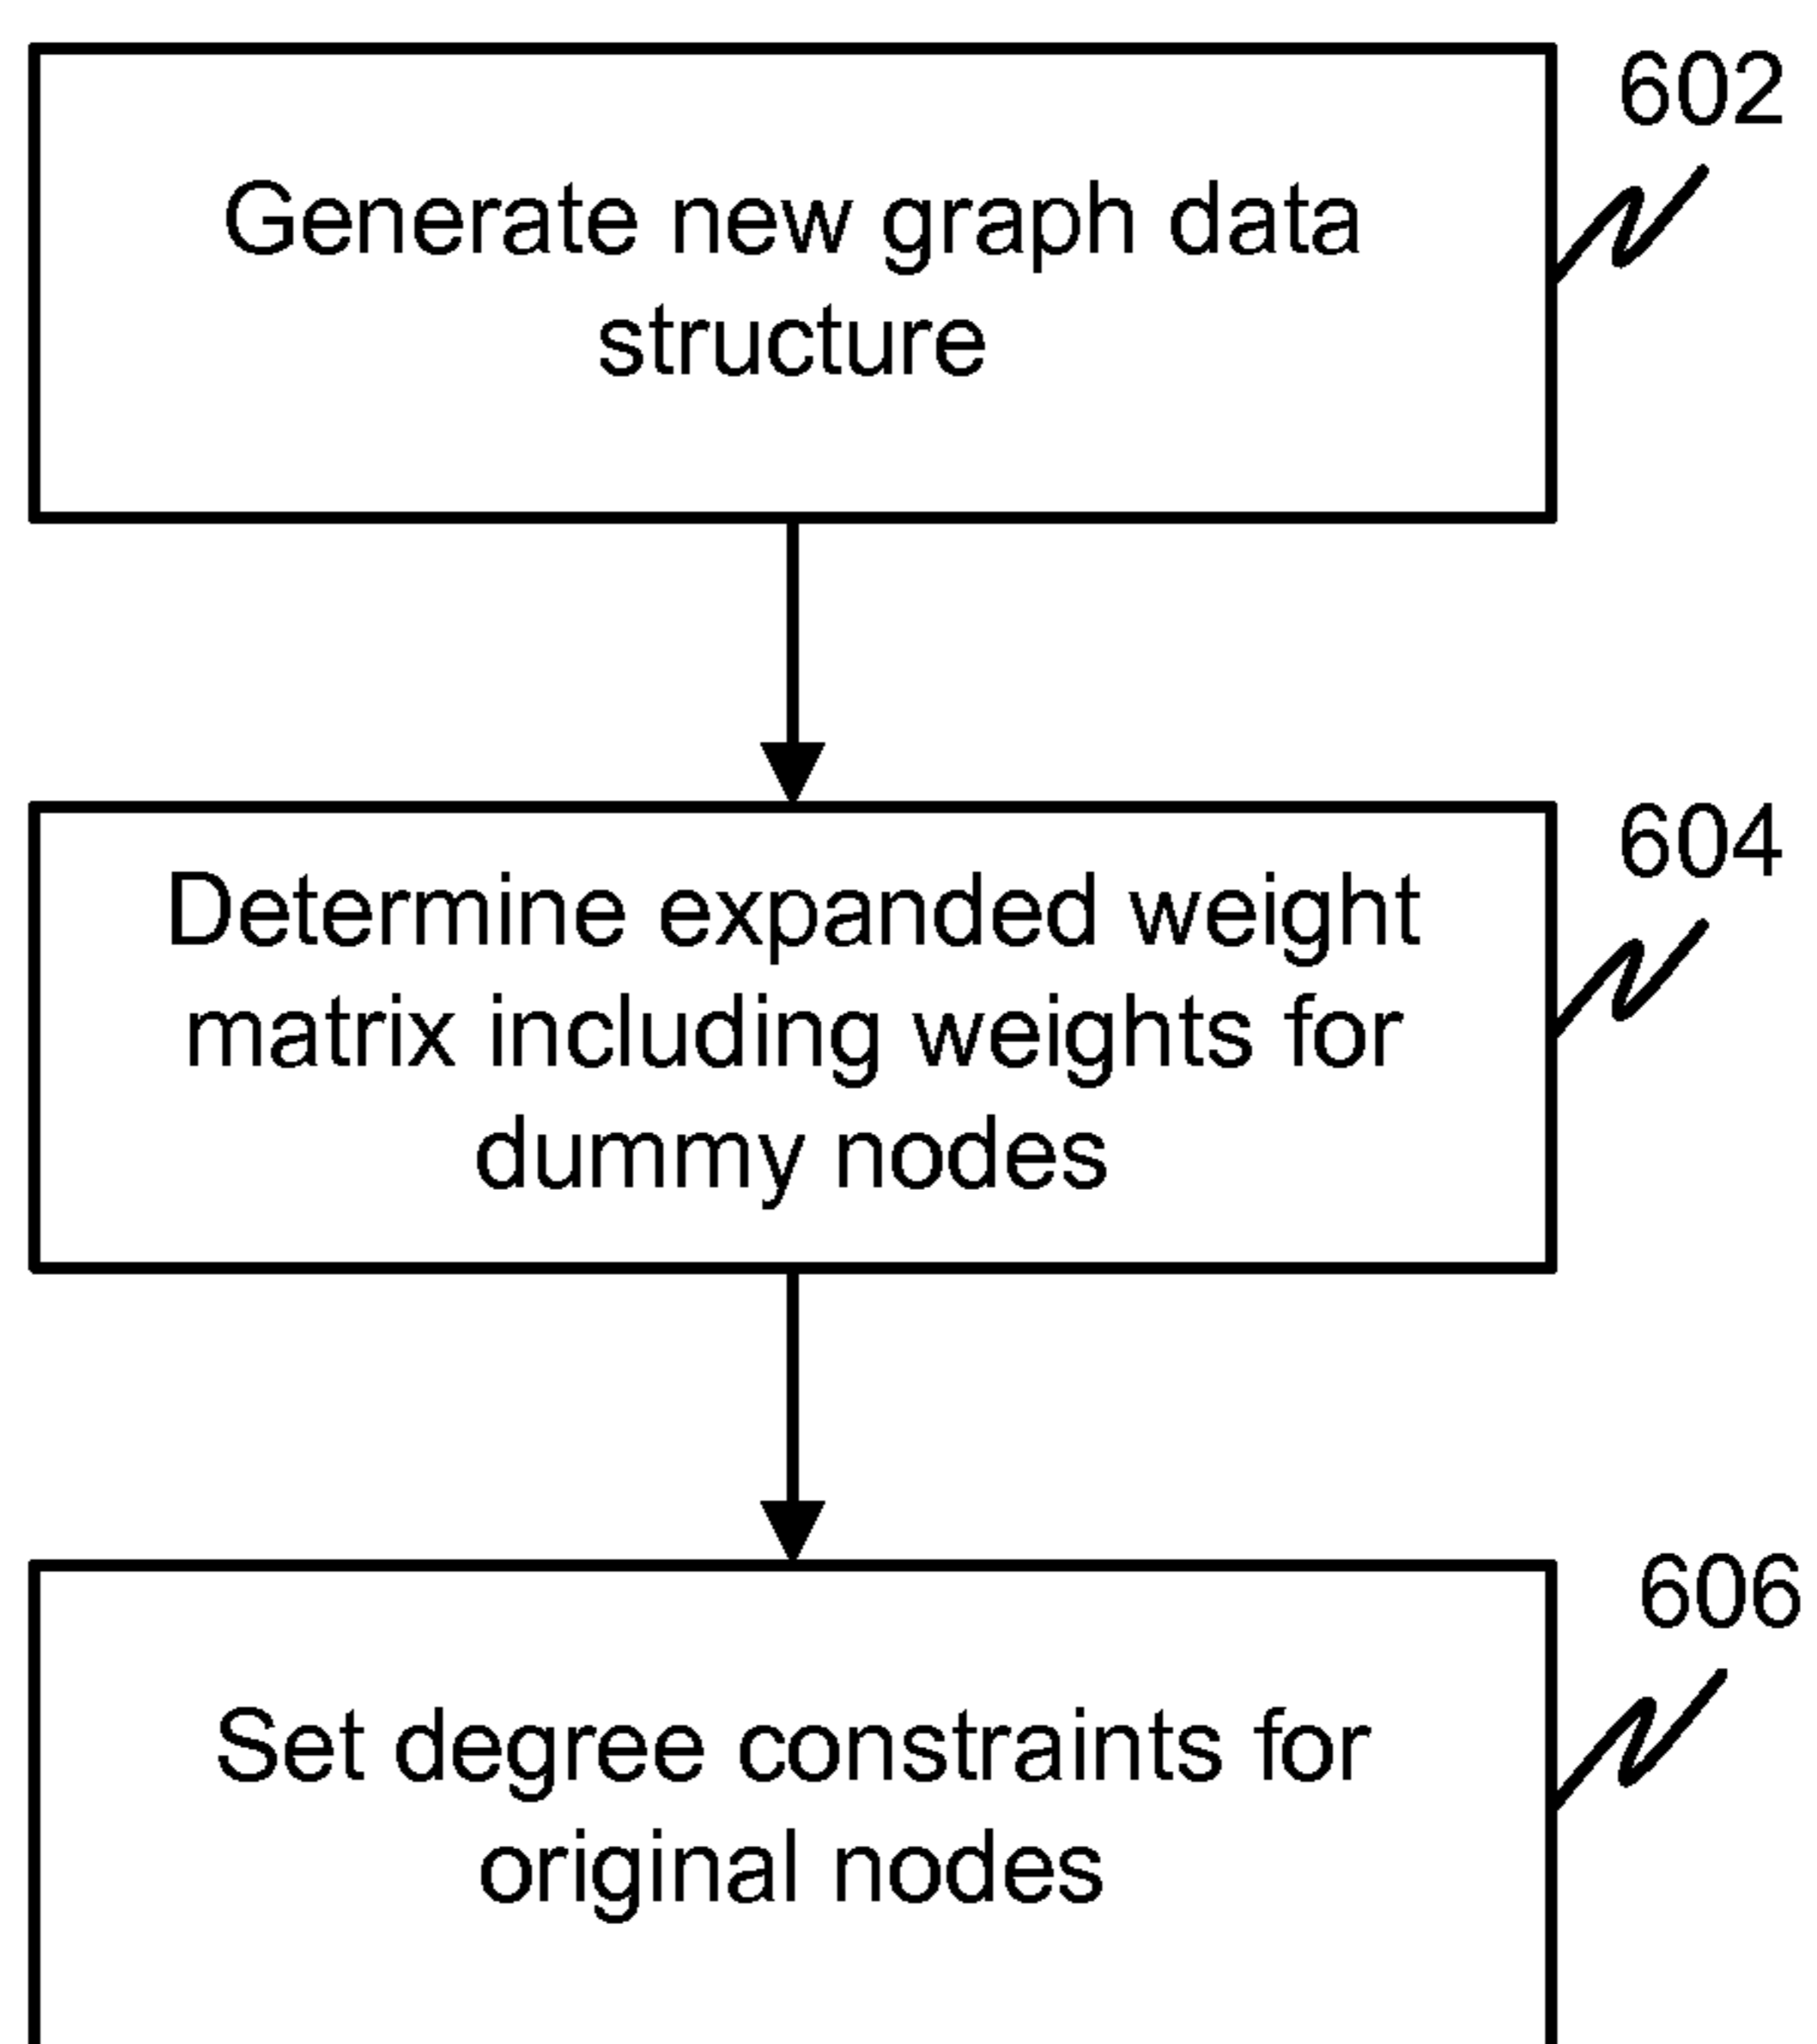 602
Generate new graph data
structure
604
Determine expanded weight
matrix including weights for
dummy nodes
606
Set degree constraints for
original nodes